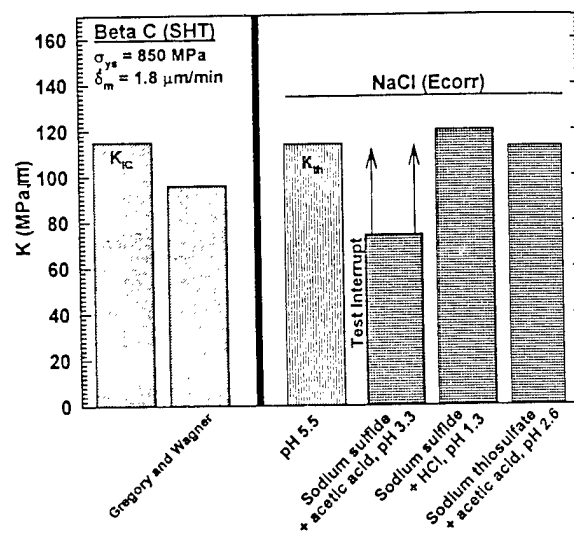 Beta C (SHT)
σys = 850 MPa
δ̇m = 1.8 μm/min
NaCl (Ecorr)
K (MPa√m)
160
140
120
100
80
60
40
20
0
KIC
Kth
Test Interrupt
Gregory and Wagner
pH 5.5
Sodium sulfide
+ acetic acid, pH 3.3
Sodium sulfide
+ HCl, pH 1.3
Sodium thiosulfate
+ acetic acid, pH 2.6